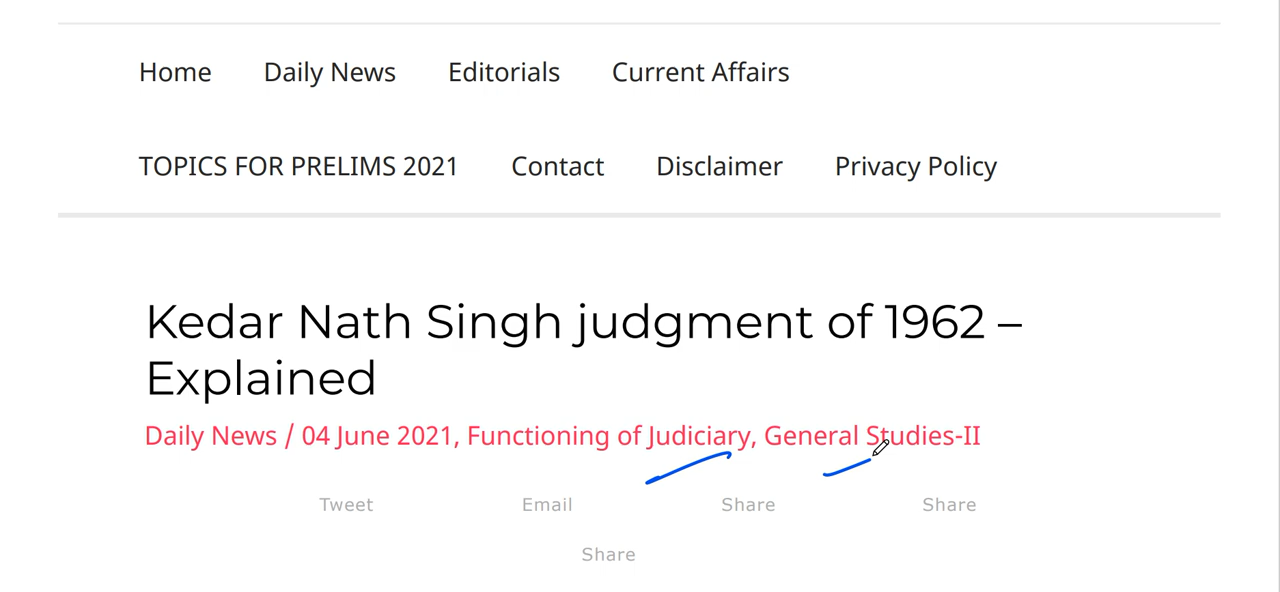 Home Daily News Editorials Current Affairs
TOPICS FOR PRELIMS 2021 Contact Disclaimer Privacy Policy
Kedar Nath Singh judgment of 1962 –
Explained
Daily News / 04 June 2021, Functioning of Judiciary, General Studies-II
Tweet Email Share Share
Share